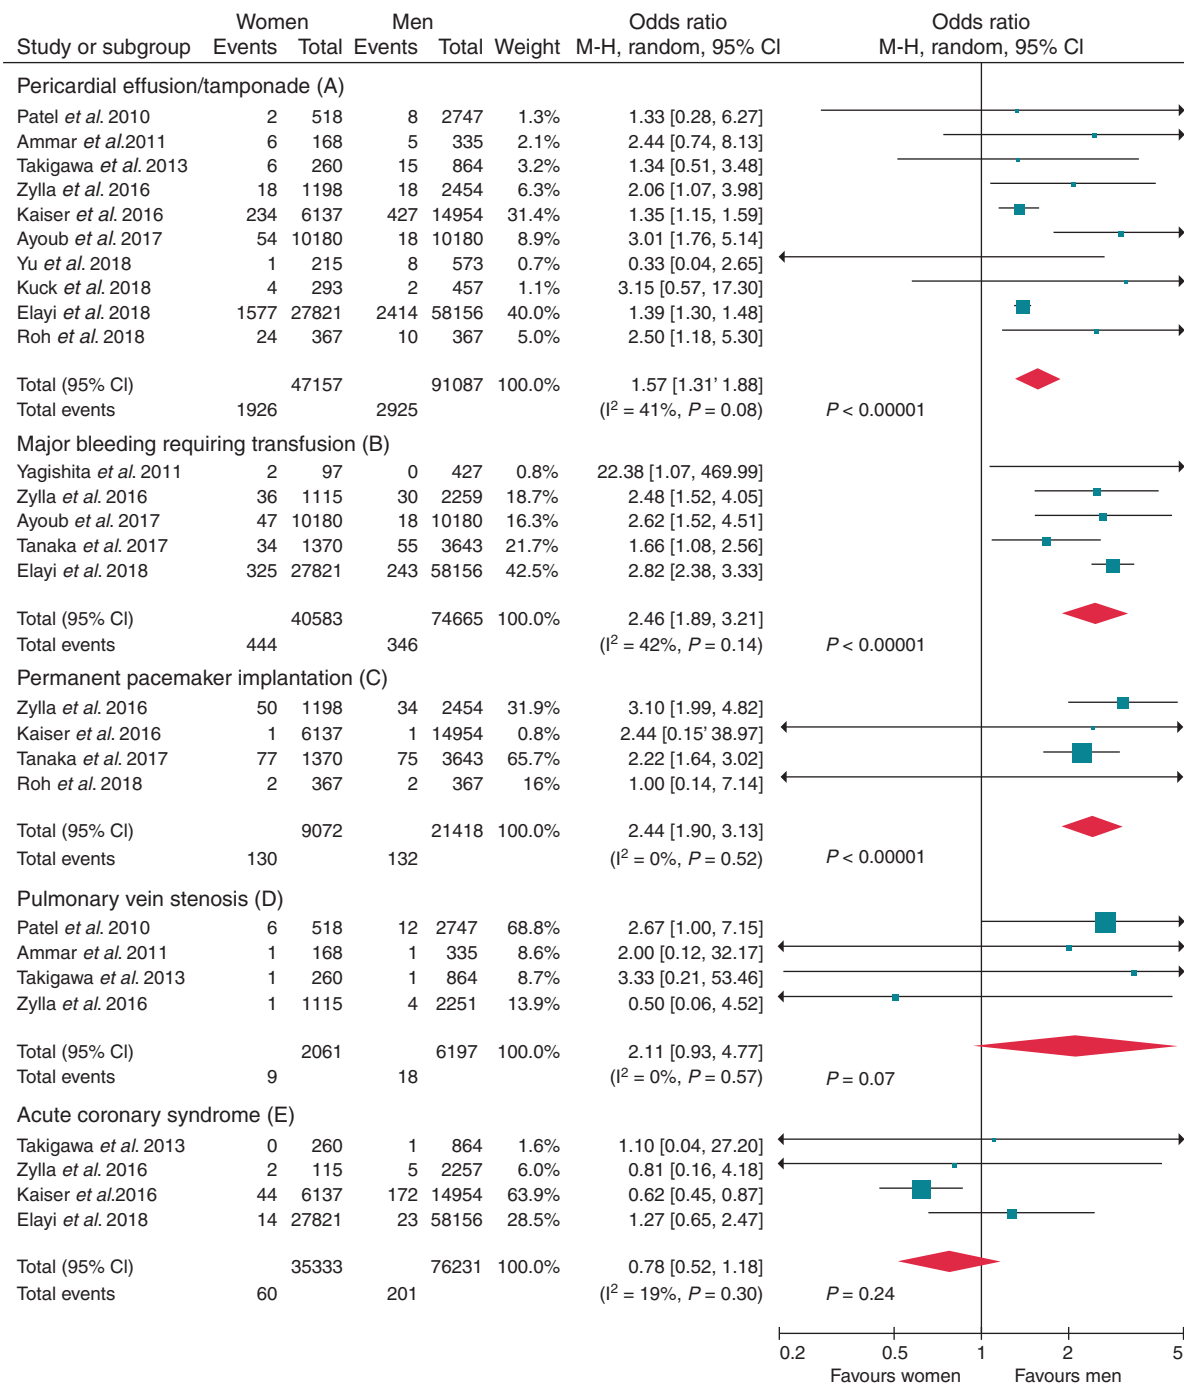 Women Men Odds ratio Odds ratio
Study or subgroup Events Total Events Total Weight M-H, random, 95% CI M-H, random, 95% CI
Pericardial effusion/tamponade (A)
Patel et al. 2010 2 518 8 2747 1.3% 1.33 [0.28, 6.27]
Ammar et al.2011 6 168 5 335 2.1% 2.44 [0.74, 8.13]
Takigawa et al. 2013 6 260 15 864 3.2% 1.34 [0.51, 3.48]
Zylla et al. 2016 18 1198 18 2454 6.3% 2.06 [1.07, 3.98]
Kaiser et al. 2016 234 6137 427 14954 31.4% 1.35 [1.15, 1.59]
Ayoub et al. 2017 54 10180 18 10180 8.9% 3.01 [1.76, 5.14]
Yu et al. 2018 1 215 8 573 0.7% 0.33 [0.04, 2.65]
Kuck et al. 2018 4 293 2 457 1.1% 3.15 [0.57, 17.30]
Elayi et al. 2018 1577 27821 2414 58156 40.0% 1.39 [1.30, 1.48]
Roh et al. 2018 24 367 10 367 5.0% 2.50 [1.18, 5.30]
Total (95% CI) 47157 91087 100.0% 1.57 [1.31' 1.88]
Total events 1926 2925 (I² = 41%, P = 0.08) P < 0.00001
Major bleeding requiring transfusion (B)
Yagishita et al. 2011 2 97 0 427 0.8% 22.38 [1.07, 469.99]
Zylla et al. 2016 36 1115 30 2259 18.7% 2.48 [1.52, 4.05]
Ayoub et al. 2017 47 10180 18 10180 16.3% 2.62 [1.52, 4.51]
Tanaka et al. 2017 34 1370 55 3643 21.7% 1.66 [1.08, 2.56]
Elayi et al. 2018 325 27821 243 58156 42.5% 2.82 [2.38, 3.33]
Total (95% CI) 40583 74665 100.0% 2.46 [1.89, 3.21]
Total events 444 346 (I² = 42%, P = 0.14) P < 0.00001
Permanent pacemaker implantation (C)
Zylla et al. 2016 50 1198 34 2454 31.9% 3.10 [1.99, 4.82]
Kaiser et al. 2016 1 6137 1 14954 0.8% 2.44 [0.15' 38.97]
Tanaka et al. 2017 77 1370 75 3643 65.7% 2.22 [1.64, 3.02]
Roh et al. 2018 2 367 2 367 16% 1.00 [0.14, 7.14]
Total (95% CI) 9072 21418 100.0% 2.44 [1.90, 3.13]
Total events 130 132 (I² = 0%, P = 0.52) P < 0.00001
Pulmonary vein stenosis (D)
Patel et al. 2010 6 518 12 2747 68.8% 2.67 [1.00, 7.15]
Ammar et al. 2011 1 168 1 335 8.6% 2.00 [0.12, 32.17]
Takigawa et al. 2013 1 260 1 864 8.7% 3.33 [0.21, 53.46]
Zylla et al. 2016 1 1115 4 2251 13.9% 0.50 [0.06, 4.52]
Total (95% CI) 2061 6197 100.0% 2.11 [0.93, 4.77]
Total events 9 18 (I² = 0%, P = 0.57) P = 0.07
Acute coronary syndrome (E)
Takigawa et al. 2013 0 260 1 864 1.6% 1.10 [0.04, 27.20]
Zylla et al. 2016 2 115 5 2257 6.0% 0.81 [0.16, 4.18]
Kaiser et al.2016 44 6137 172 14954 63.9% 0.62 [0.45, 0.87]
Elayi et al. 2018 14 27821 23 58156 28.5% 1.27 [0.65, 2.47]
Total (95% CI) 35333 76231 100.0% 0.78 [0.52, 1.18]
Total events 60 201 (I² = 19%, P = 0.30) P = 0.24
0.2 0.5 1 2 5
Favours women Favours men